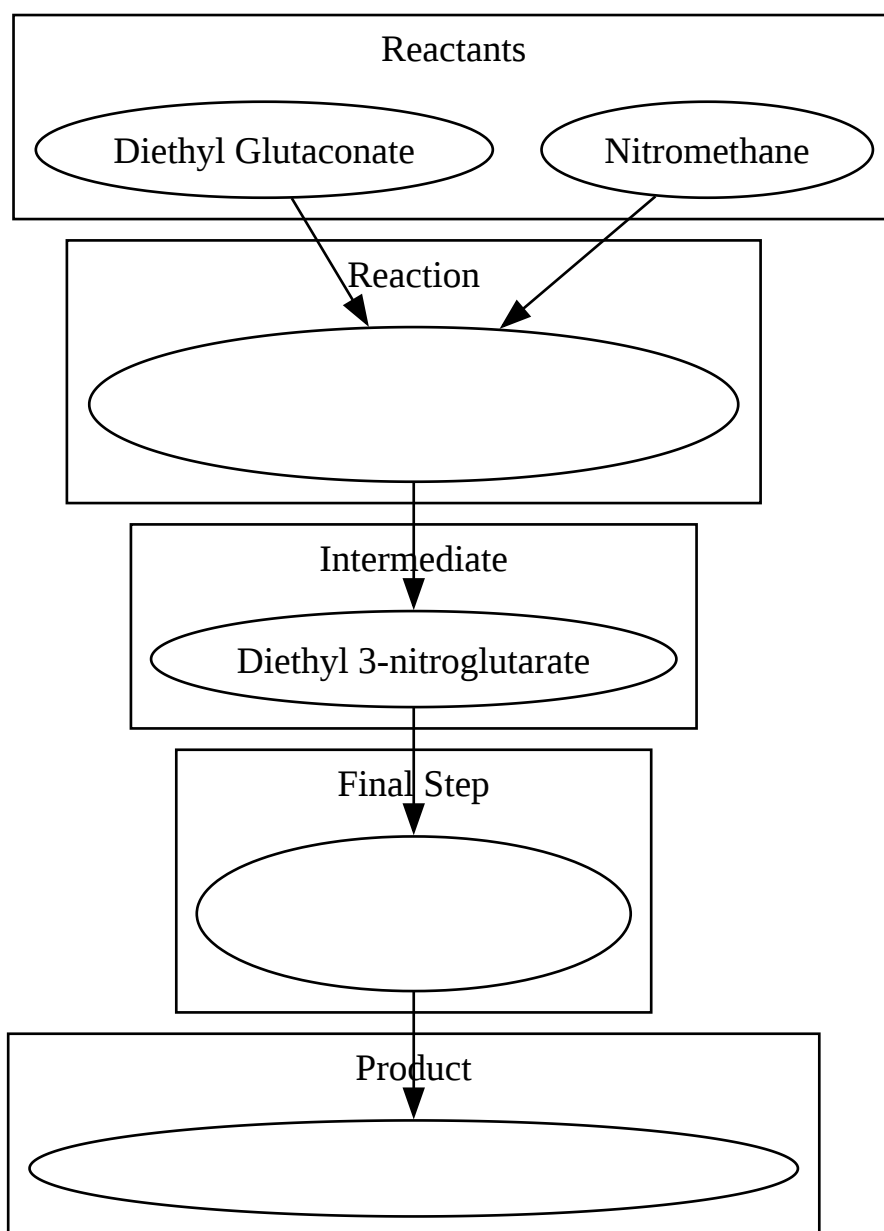 Reactants
Diethyl Glutaconate
Nitromethane
Reaction
Intermediate
Diethyl 3-nitroglutarate
Final Step
Product